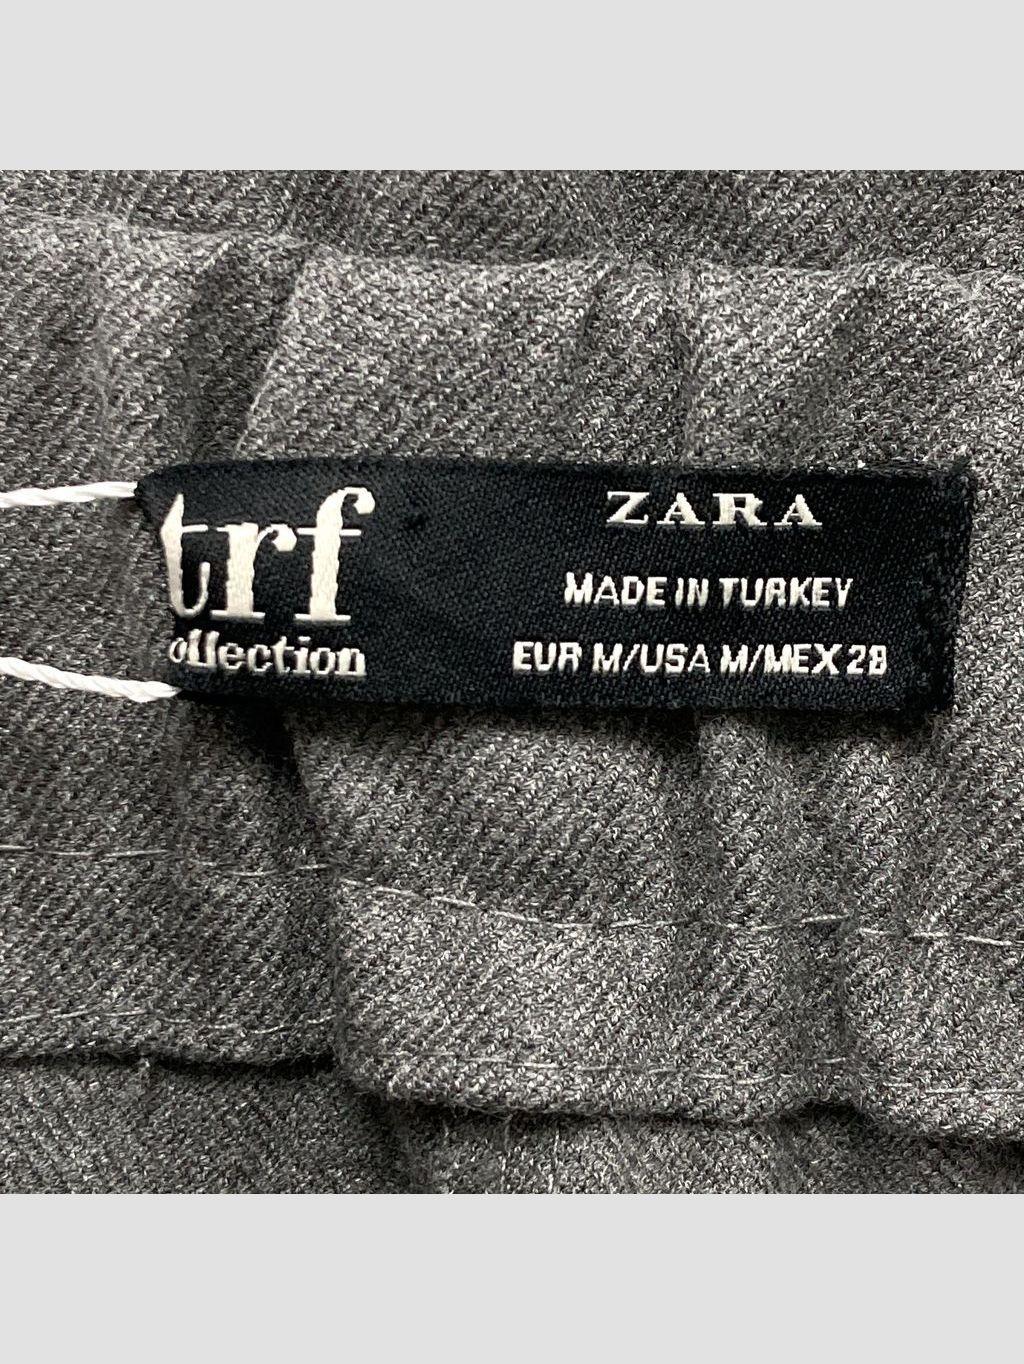 trf
ollection
ZARA
MADE IN TURKEY
EUR M/USA M/MEX 28